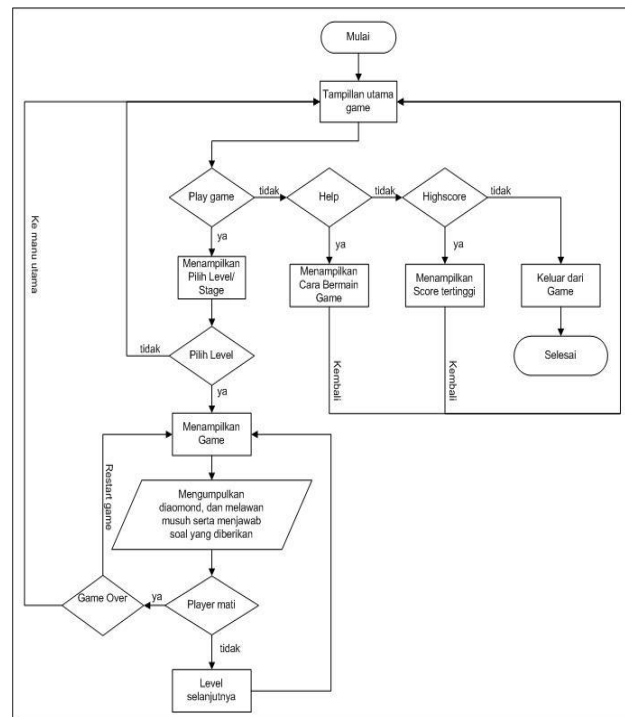 Mulai
Tampillan utama
game
Play game
tidak
Help
tidak
Highscore
tidak
ya
ya
ya
Menampilkan
Pilih Level/
Stage
Menampilkan
Cara Bermain
Game
Menampilkan
Score tertinggi
Keluar dari
Game
Ke manu utama
tidak
Pilih Level
Selesai
Kembali
Kembali
ya
Menampilkan
Game
Restart game
Mengumpulkan
diaomond, dan melawan
musuh serta menjawab
soal yang diberikan
Game Over
ya
Player mati
tidak
Level
selanjutnya